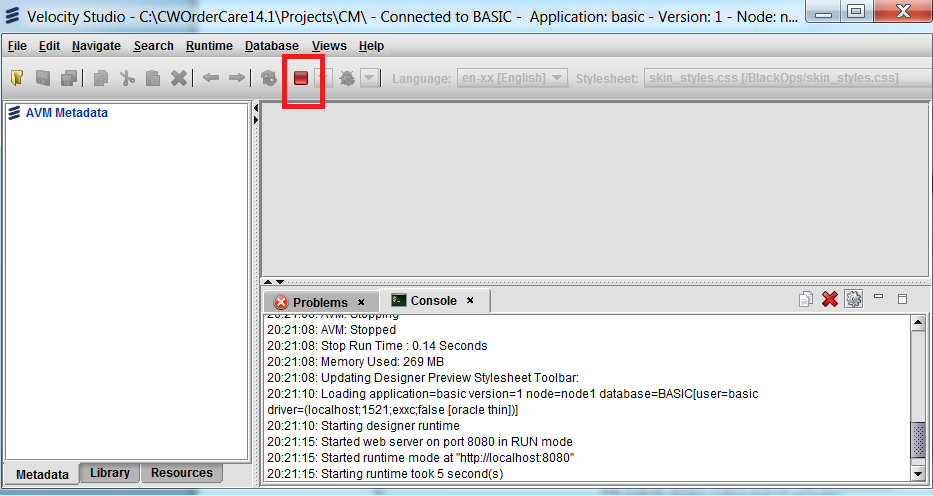 Velocity Studio - C:\CWOrderCare14.1\Projects\CM\ - Connected to BASIC - Application: basic - Version: 1 - Node: n...
File Edit Navigate Search Runtime Database Views Help
Language: en-xx [English] Stylesheet: skin_styles.css [/BlackOps/skin_styles.css]
AVM Metadata
Problems Console
20:21:08: AVM: Stopping
20:21:08: AVM: Stopped
20:21:08: Stop Run Time : 0.14 Seconds
20:21:08: Memory Used: 269 MB
20:21:08: Updating Designer Preview Stylesheet Toolbar:
20:21:10: Loading application=basic version=1 node=node1 database=BASIC[user=basic
driver=(localhost;1521;exxc;false [oracle thin])]
20:21:10: Starting designer runtime
20:21:15: Started web server on port 8080 in RUN mode
20:21:15: Started runtime mode at "http://localhost:8080"
20:21:15: Starting runtime took 5 second(s)
Metadata Library Resources